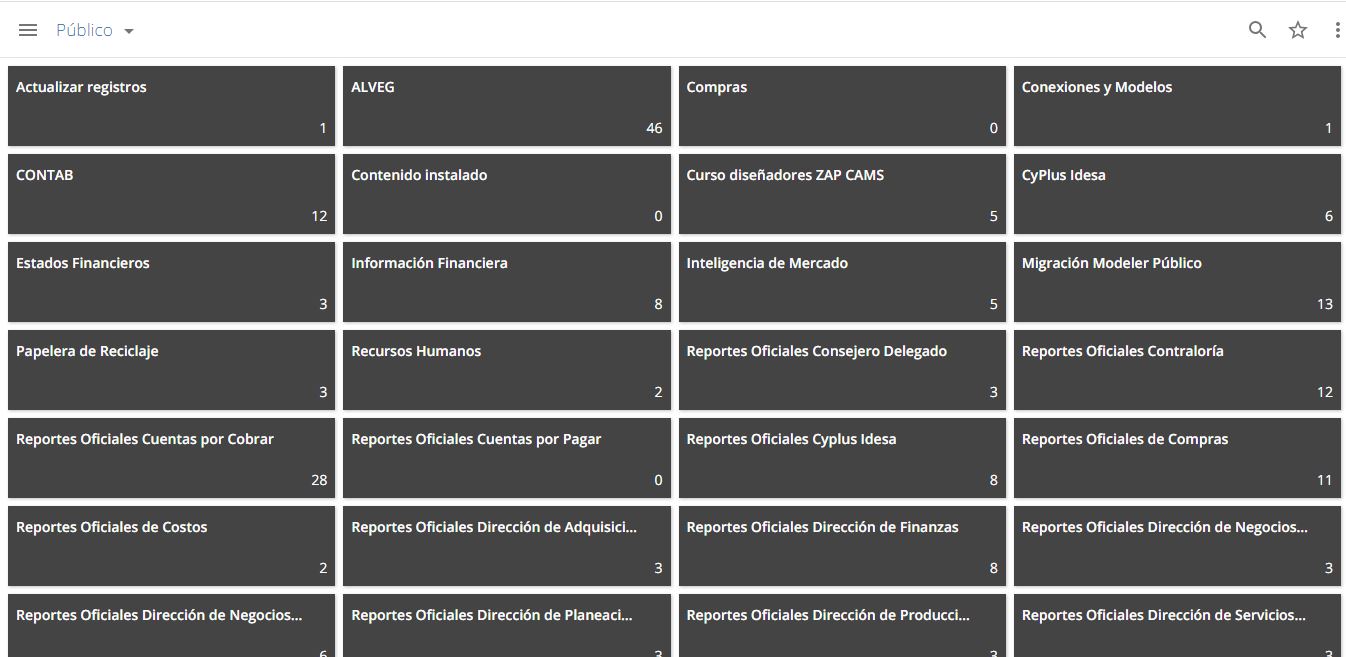 Público
Actualizar registros
1
ALVEG
46
Compras
0
Conexiones y Modelos
1
CONTAB
12
Contenido instalado
0
Curso diseñadores ZAP CAMS
5
CyPlus Idesa
6
Estados Financieros
3
Información Financiera
8
Inteligencia de Mercado
5
Migración Modeler Público
13
Papelera de Reciclaje
3
Recursos Humanos
2
Reportes Oficiales Consejero Delegado
3
Reportes Oficiales Contraloría
12
Reportes Oficiales Cuentas por Cobrar
28
Reportes Oficiales Cuentas por Pagar
0
Reportes Oficiales Cyplus Idesa
8
Reportes Oficiales de Compras
11
Reportes Oficiales de Costos
2
Reportes Oficiales Dirección de Adquisici...
3
Reportes Oficiales Dirección de Finanzas
8
Reportes Oficiales Dirección de Negocios...
3
Reportes Oficiales Dirección de Negocios...
6
Reportes Oficiales Dirección de Planeaci...
3
Reportes Oficiales Dirección de Producci...
3
Reportes Oficiales Dirección de Servicios...
3